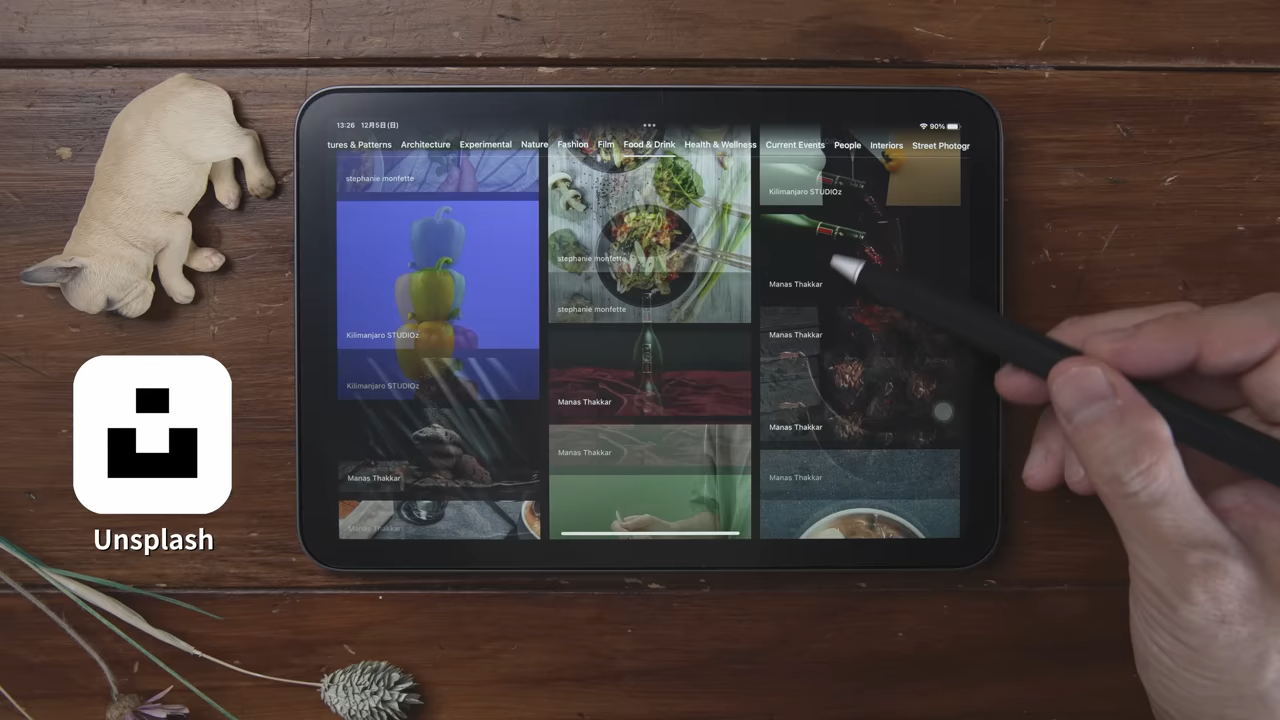 13:26 12月5日(日)
90%
tures & Patterns Architecture Experimental Nature Fashion Film Food & Drink Health & Wellness Current Events People Interiors Street Photogr
stephanie monfette
Kilimanjaro STUDIOz
Kilimanjaro STUDIOz
Manas Thakkar
Manas Thakkar
stephanie monfette
stephanie monfette
Manas Thakkar
Manas Thakkar
Kilimanjaro STUDIOz
Manas Thakkar
Manas Thakkar
Manas Thakkar
Manas Thakkar
Unsplash